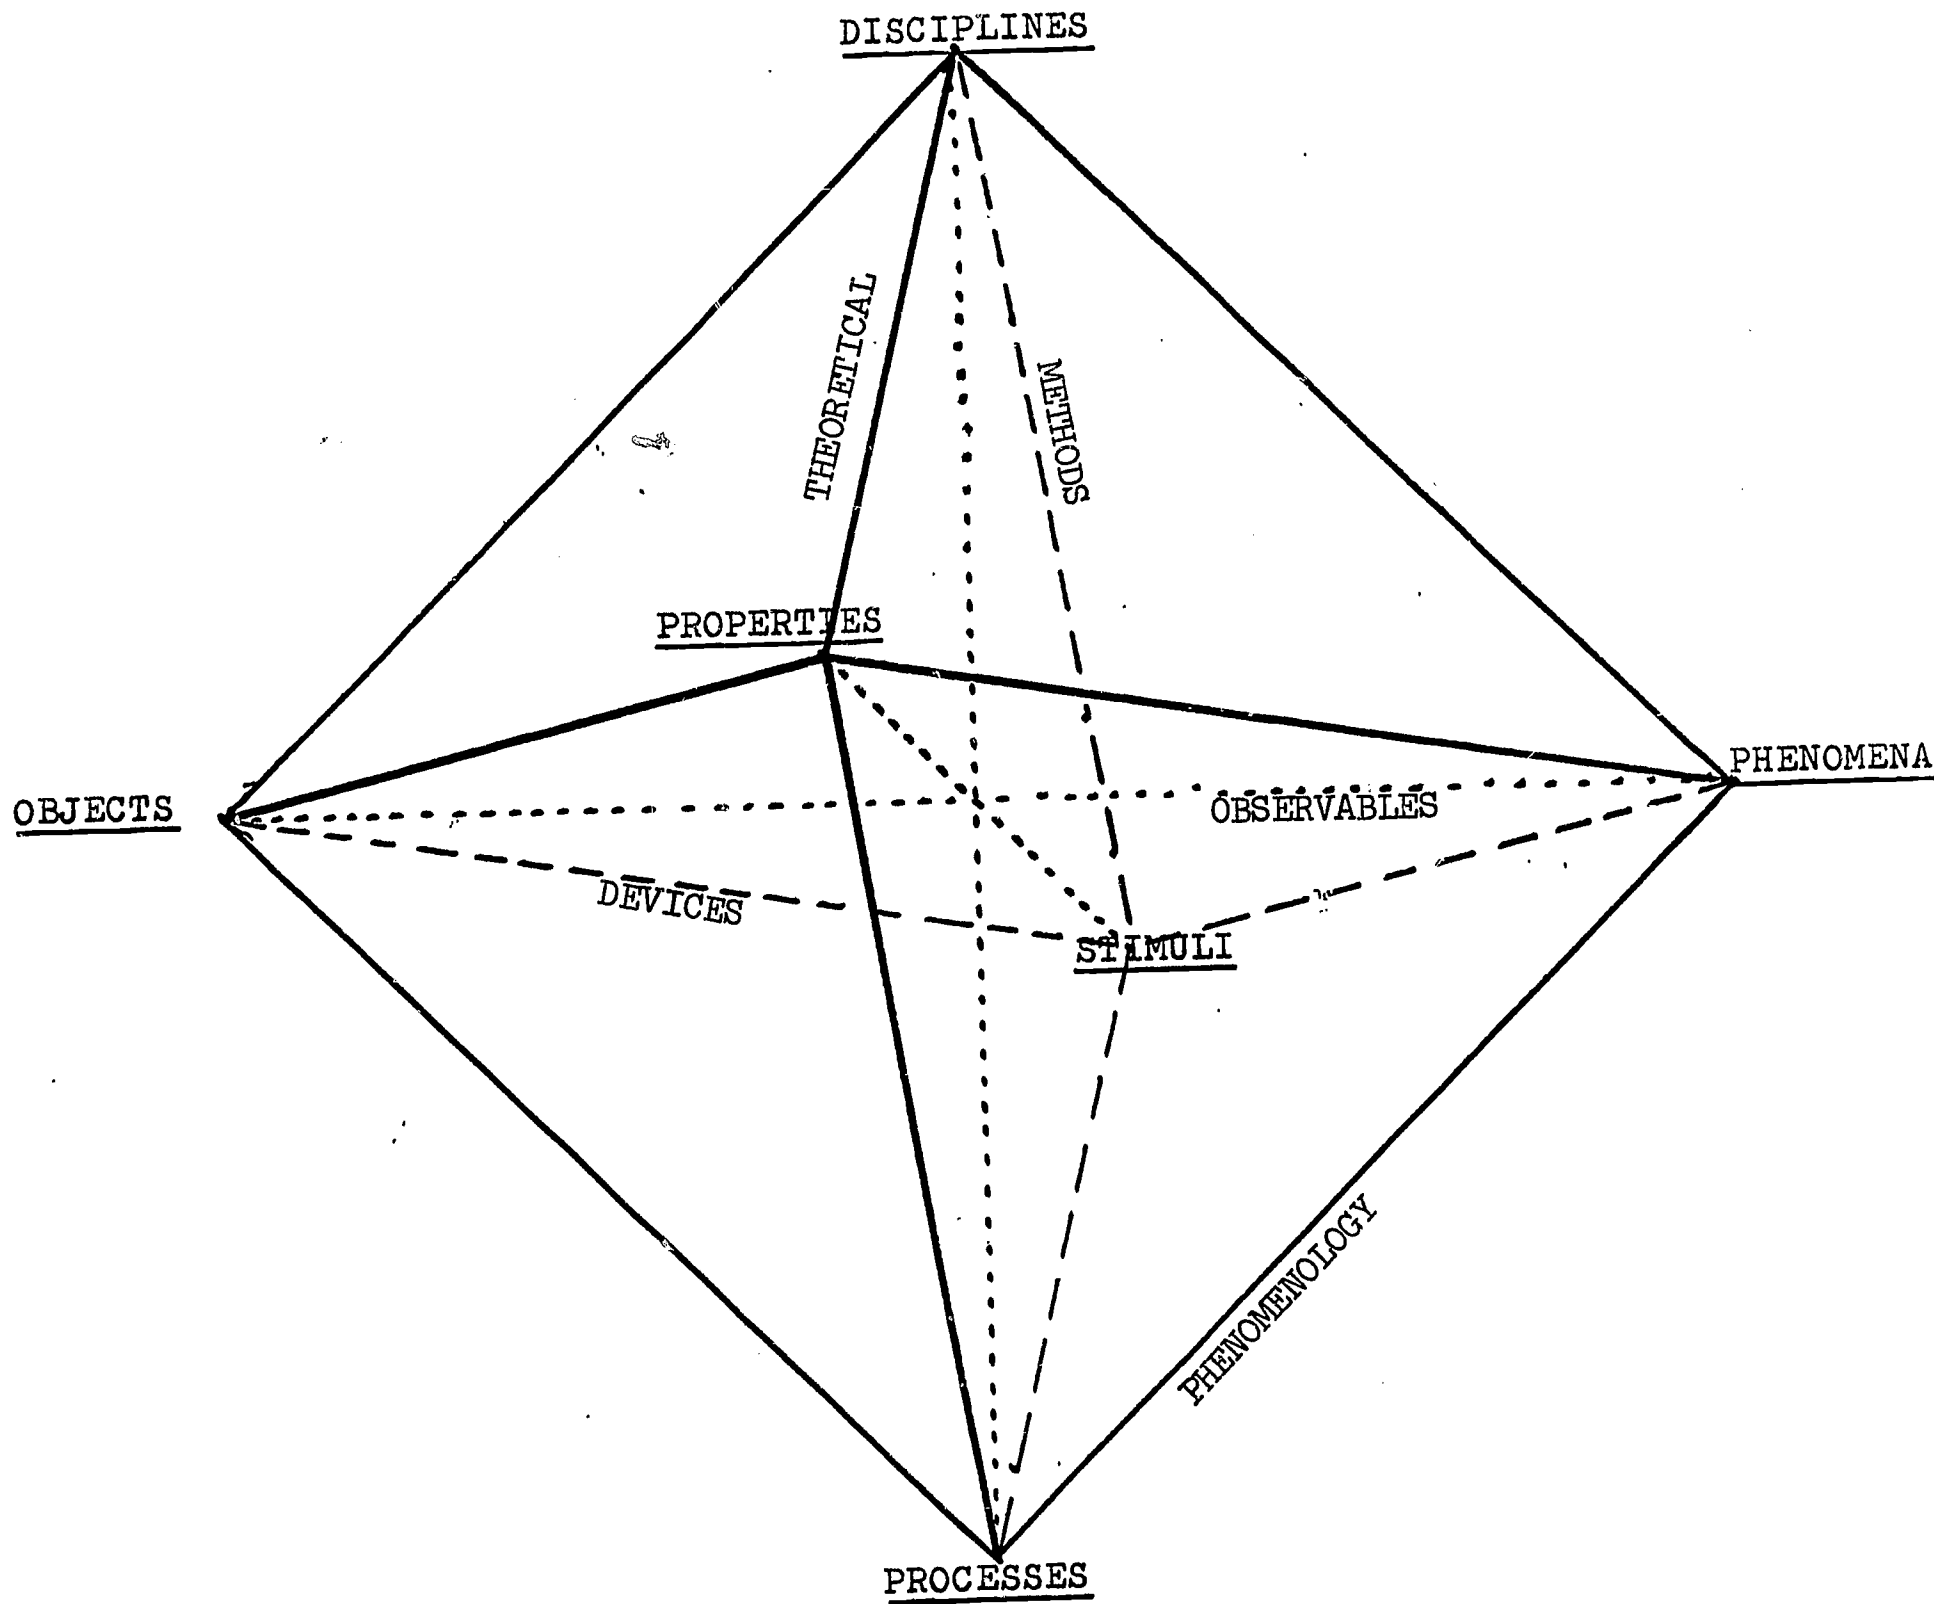 DISCIPLINES
THEORETICAL
METHODS
PROPERTIES
PHENOMENA
OBJECTS
OBSERVABLES
DEVICES
STIMULI
PHENOMENOLOGY
PROCESSES